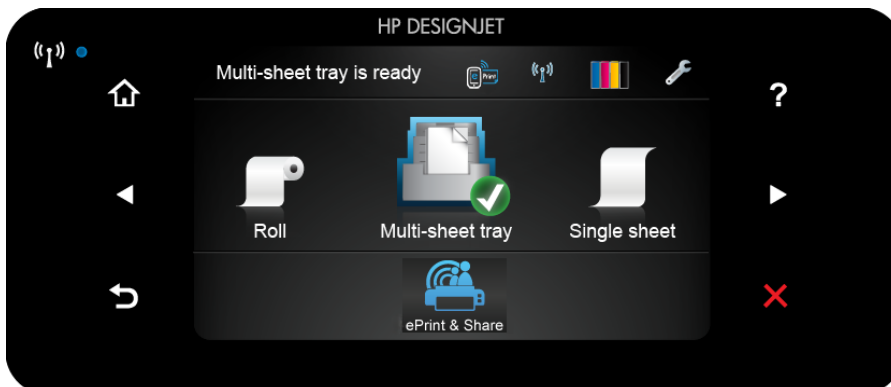 HP DESIGNJET
Multi-sheet tray is ready
ePrint
?
Roll
Multi-sheet tray
Single sheet
ePrint & Share